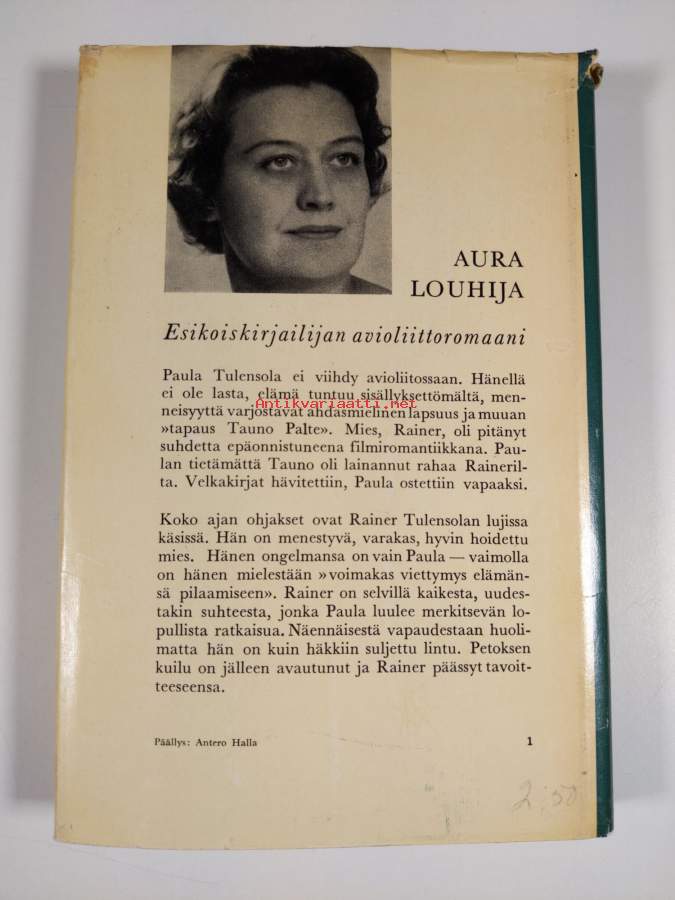 AURA
LOUHIJA
Esikoiskirjailijan avioliittoromaani
Paula Tulensola ei viihdy avioliitossaan. Hänellä
ei ole lasta, elämä tuntuu sisällyksettömältä, men-
neisyyttä varjostavat ahdasmielinen lapsuus ja muuan
Antikvariaatti.net
»tapaus Tauno Palte». Mies, Rainer, oli pitänyt
suhdetta epäonnistuneena filmiromantiikkana. Pau-
lan tietämättä Tauno oli lainannut rahaa Raineril-
ta. Velkakirjat hävitettiin, Paula ostettiin vapaaksi.
Koko ajan ohjakset ovat Rainer Tulensolan lujissa
käsissä. Hän on menestyvä, varakas, hyvin hoidettu
mies. Hänen ongelmansa on vain Paula — vaimolla
on hänen mielestään »voimakas viettymys elämän-
sä pilaamiseen». Rainer on selvillä kaikesta, uudes-
takin suhteesta, jonka Paula luulee merkitsevän lo-
pullista ratkaisua. Näennäisestä vapaudestaan huoli-
matta hän on kuin häkkiin suljettu lintu. Petoksen
kuilu on jälleen avautunut ja Rainer päässyt tavoit-
teeseensa.
Päällys: Antero Halla 1
2:50